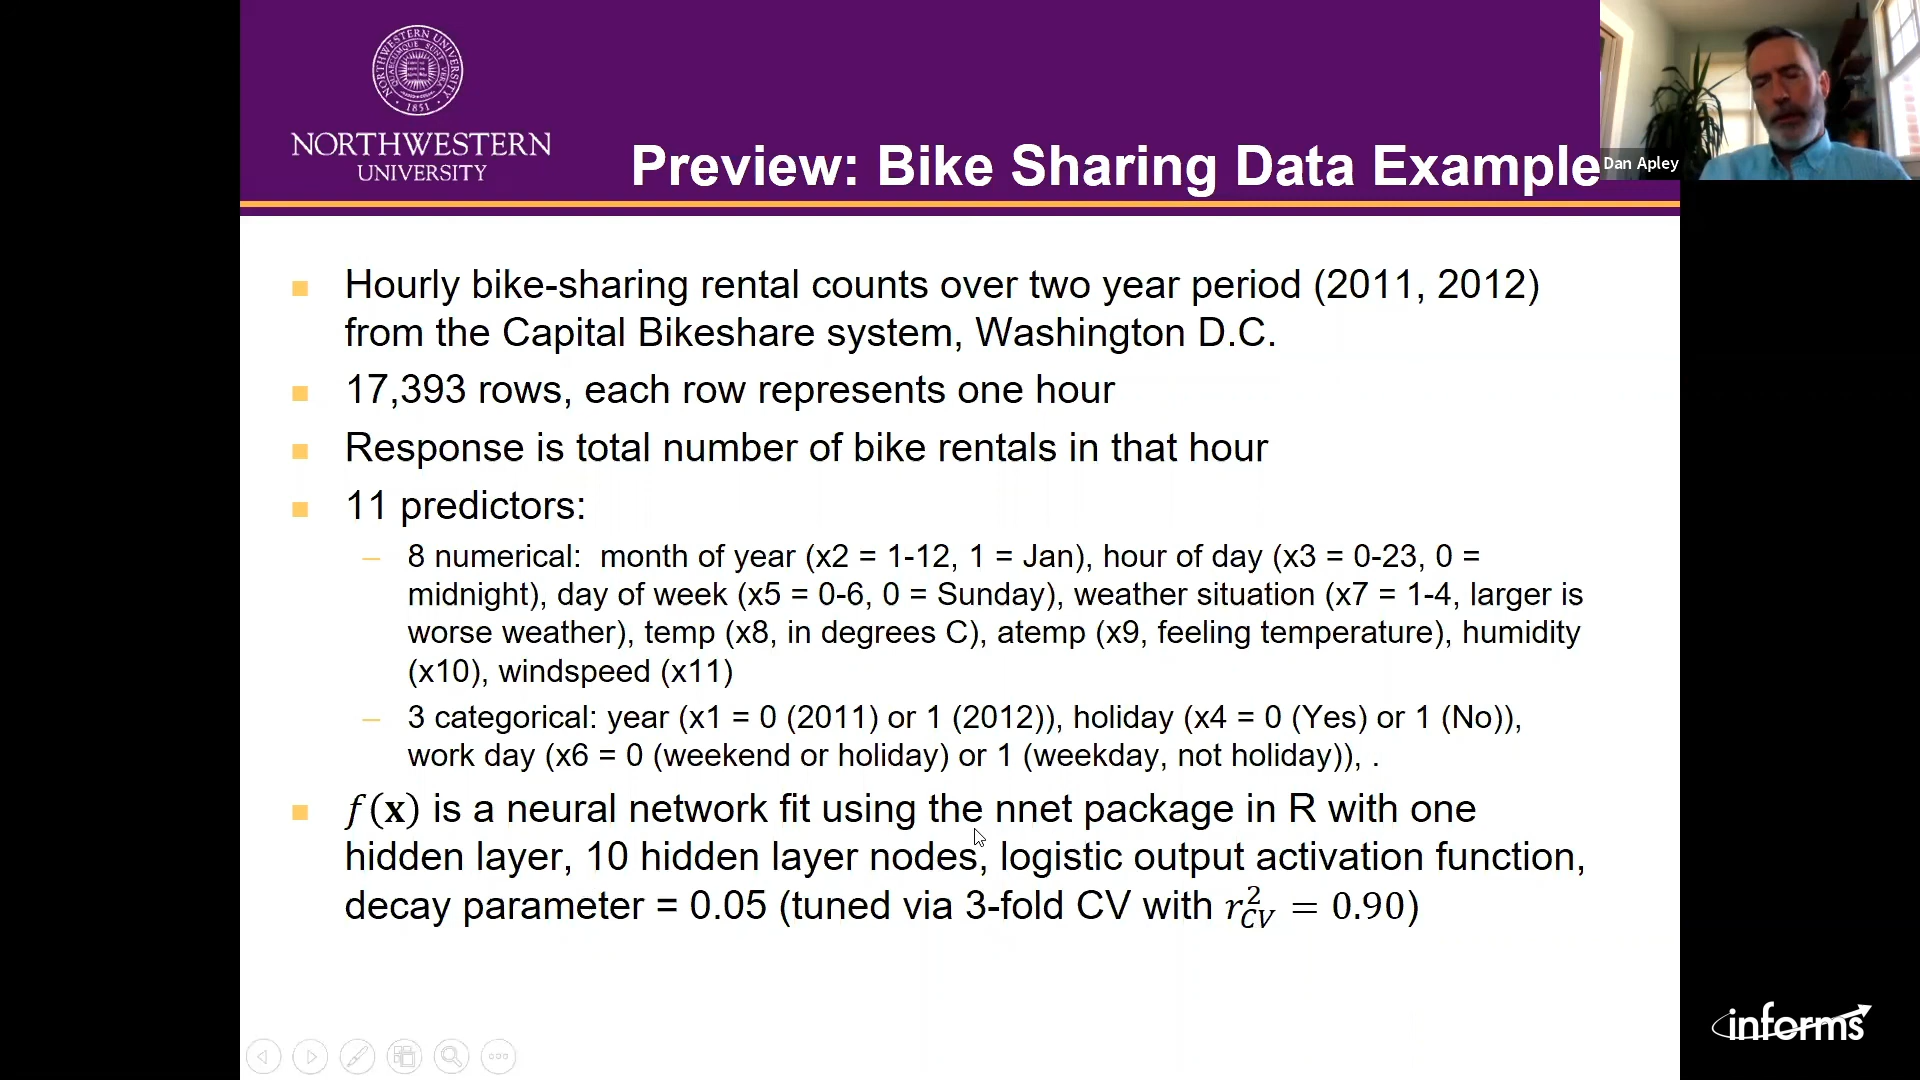 NORTHWESTERN
UNIVERSITY
1851
Preview: Bike Sharing Data Example
Dan Apley
Hourly bike-sharing rental counts over two year period (2011, 2012)
from the Capital Bikeshare system, Washington D.C.
17,393 rows, each row represents one hour
Response is total number of bike rentals in that hour
11 predictors:
– 8 numerical: month of year (x2 = 1-12, 1 = Jan), hour of day (x3 = 0-23, 0 =
midnight), day of week (x5 = 0-6, 0 = Sunday), weather situation (x7 = 1-4, larger is
worse weather), temp (x8, in degrees C), atemp (x9, feeling temperature), humidity
(x10), windspeed (x11)
– 3 categorical: year (x1 = 0 (2011) or 1 (2012)), holiday (x4 = 0 (Yes) or 1 (No)),
work day (x6 = 0 (weekend or holiday) or 1 (weekday, not holiday)), .
f(x) is a neural network fit using the nnet package in R with one
hidden layer, 10 hidden layer nodes, logistic output activation function,
decay parameter = 0.05 (tuned via 3-fold CV with r²_CV = 0.90)
informs